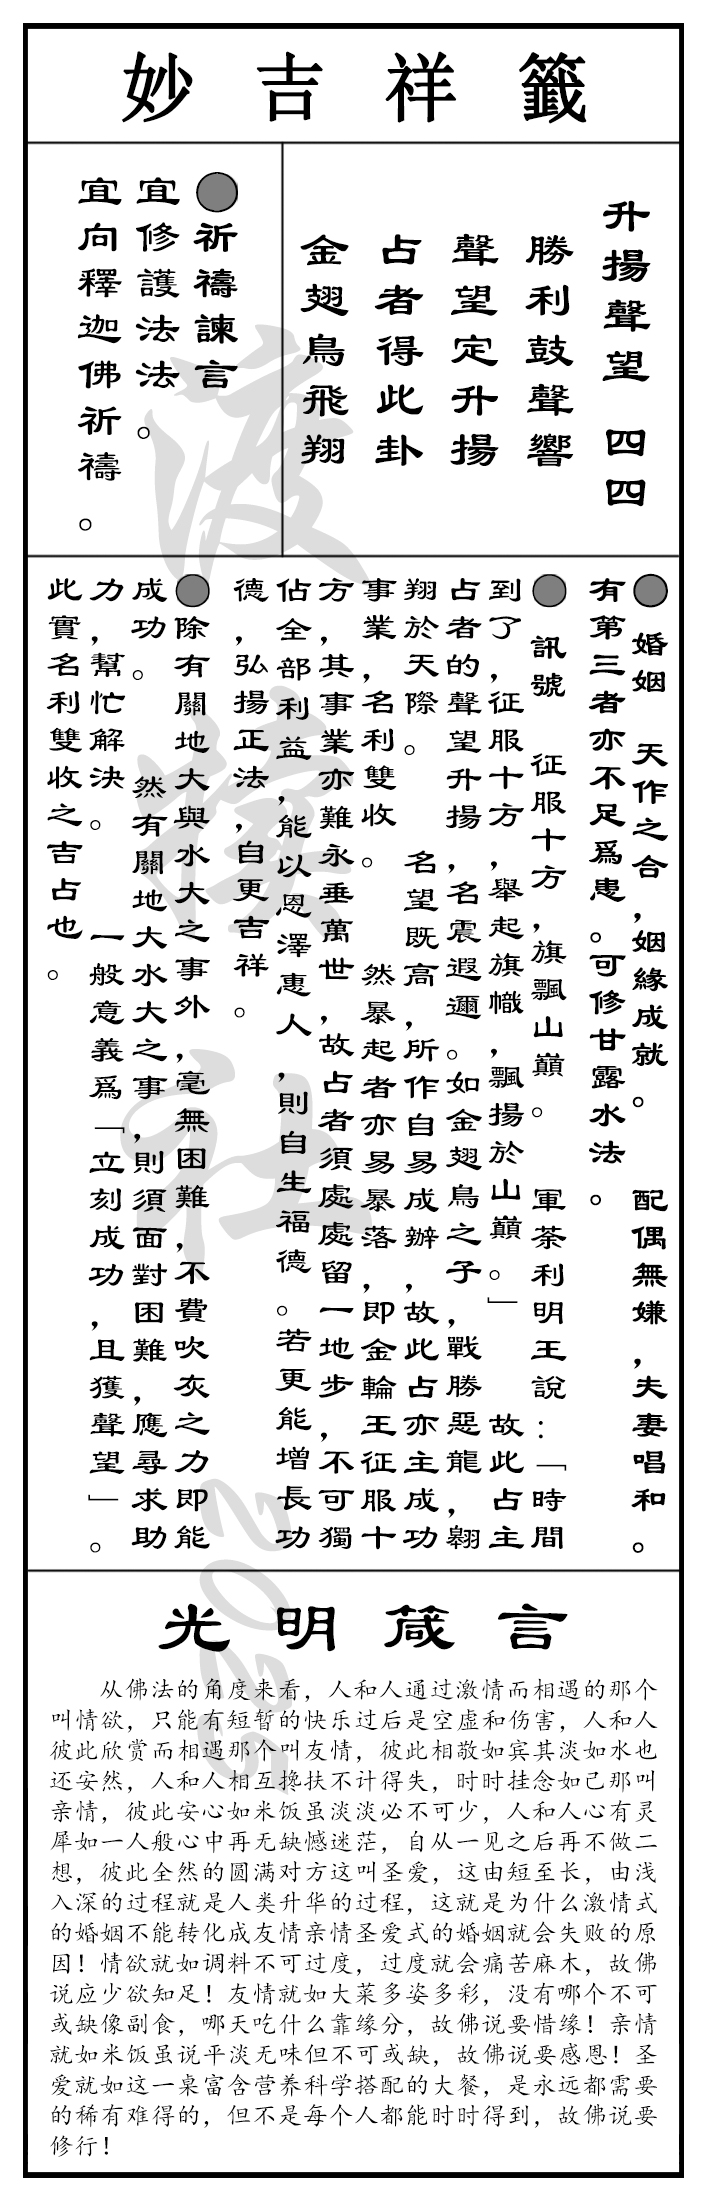 妙吉祥籤
升揚聲望 四四
勝利鼓聲響
聲望定升揚
占者得此卦
金翅鳥飛翔
●祈禱諫言
宜修護法法。
宜向釋迦佛祈禱。
●婚姻 天作之合，姻緣成就。 配偶無嫌，夫妻唱和。
有第三者亦不足爲患。可修甘露水法。
●訊號 征服十方，旗飄山巔。 軍荼利明王說：「時間
到了，征服十方，舉起旗幟，飄揚於山巔。」 故此占主
占者的聲望升揚，名震遐邇。如金翅鳥之子，戰勝惡龍，翱
翔於天際。 名望既高，所作自易成辦，故此占亦主成功
事業，名利雙收。 然暴起者亦易暴落，即金輪王征服十
方，其事業亦難永垂萬世，故占者須處處留一地步，不可獨
佔全部利益，能以恩澤惠人，則自生福德。若更能增長功
德，弘揚正法，自更吉祥。
●除有關地大與水大之事外，毫無困難，不費吹灰之力即能
成功。 然有關地大水大之事，則須面對困難，應尋求助
力，幫忙解決。 一般意義爲「立刻成功，且獲聲望」。
此實名利雙收之吉占也。
光明箴言
从佛法的角度来看，人和人通过激情而相遇的那个
叫情欲，只能有短暂的快乐过后是空虚和伤害，人和人
彼此欣赏而相遇那个叫友情，彼此相敬如宾其淡如水也
还安然，人和人相互搀扶不计得失，时时挂念如己那叫
亲情，彼此安心如米饭虽淡淡必不可少，人和人心有灵
犀如一人般心中再无缺憾迷茫，自从一见之后再不做二
想，彼此全然的圆满对方这叫圣爱，这由短至长，由浅
入深的过程就是人类升华的过程，这就是为什么激情式
的婚姻不能转化成友情亲情圣爱式的婚姻就会失败的原
因！情欲就如调料不可过度，过度就会痛苦麻木，故佛
说应少欲知足！友情就如大菜多姿多彩，没有哪个不可
或缺像副食，哪天吃什么靠缘分，故佛说要惜缘！亲情
就如米饭虽说平淡无味但不可或缺，故佛说要感恩！圣
爱就如这一桌富含营养科学搭配的大餐，是永远都需要
的稀有难得的，但不是每个人都能时时得到，故佛说要
修行！
2025